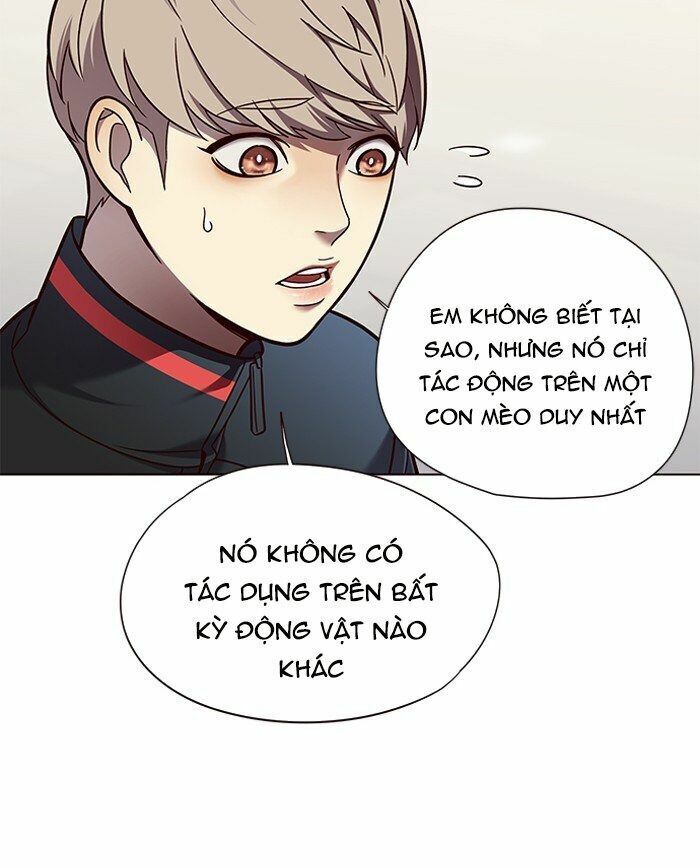 EM KHÔNG BIẾT TẠI
SAO, NHƯNG NÓ CHỈ
TÁC ĐỘNG TRÊN MỘT
CON MÈO DUY NHẤT
NÓ KHÔNG CÓ
TÁC DỤNG TRÊN BẤT
KỲ ĐỘNG VẬT NÀO
KHÁC